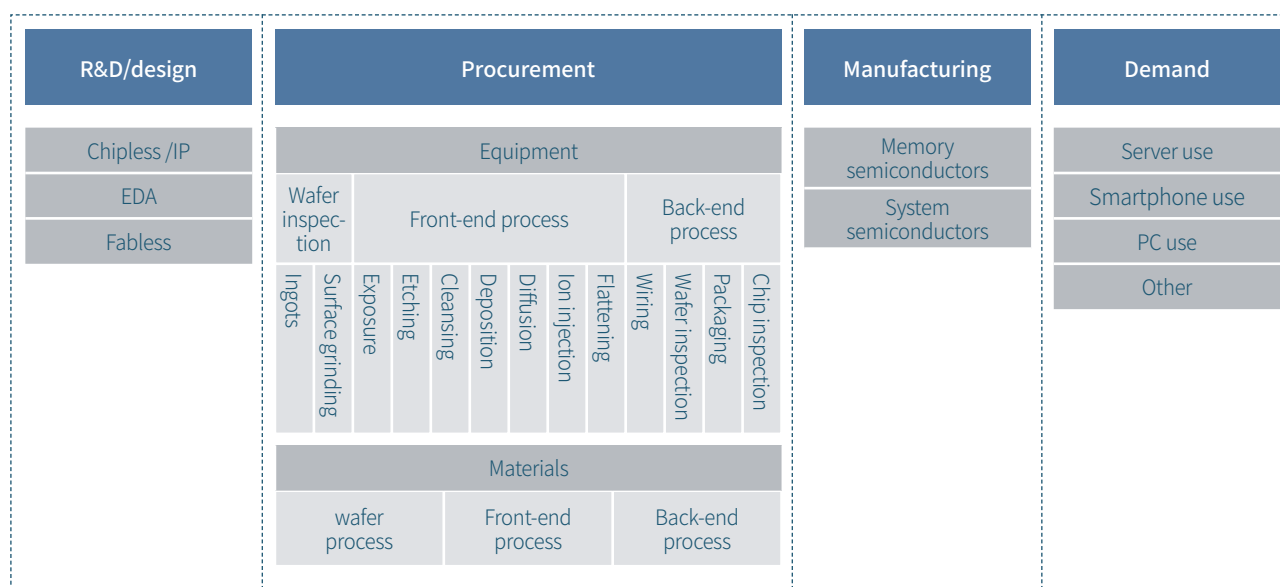 R&D/design
Procurement
Manufacturing
Demand
Chipless /IP
EDA
Fabless
Equipment
Wafer
inspec-
tion
Front-end process
Back-end
process
Ingots
Surface grinding
Exposure
Etching
Cleansing
Deposition
Diffusion
Ion injection
Flattening
Wiring
Wafer inspection
Packaging
Chip inspection
Materials
wafer
process
Front-end
process
Back-end
process
Memory
semiconductors
System
semiconductors
Server use
Smartphone use
PC use
Other